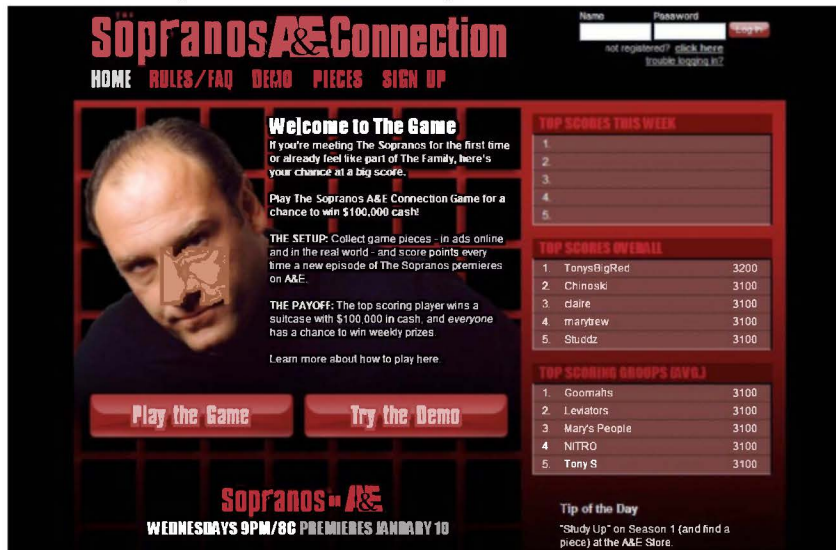 THE
Sopranos A&E Connection
Name Password
Log In
not registered? click here
trouble logging in?
HOME RULES/FAQ DEMO PIECES SIGN UP
Welcome to The Game
If you're meeting The Sopranos for the first time
or already feel like part of The Family, here's
your chance at a big score.
Play The Sopranos A&E Connection Game for a
chance to win $100,000 cash!
THE SETUP: Collect game pieces - in ads online
and in the real world - and score points every
time a new episode of The Sopranos premieres
on A&E.
THE PAYOFF: The top scoring player wins a
suitcase with $100,000 in cash, and everyone
has a chance to win weekly prizes.
Learn more about how to play here.
Play the Game
Try the Demo
Sopranos on A&E
WEDNESDAYS 9PM/8C PREMIERES JANUARY 10
TOP SCORES THIS WEEK
1.
2.
3.
4.
5.
TOP SCORES OVERALL
1. TonysBigRed 3200
2. Chinoski 3100
3. claire 3100
4. marytrew 3100
5. Studdz 3100
TOP SCORING GROUPS (AVG.)
1. Goomahs 3100
2. Leviators 3100
3 Mary's People 3100
4 NITRO 3100
5. Tony S 3100
Tip of the Day
"Study Up" on Season 1 (and find a
piece) at the A&E Store.